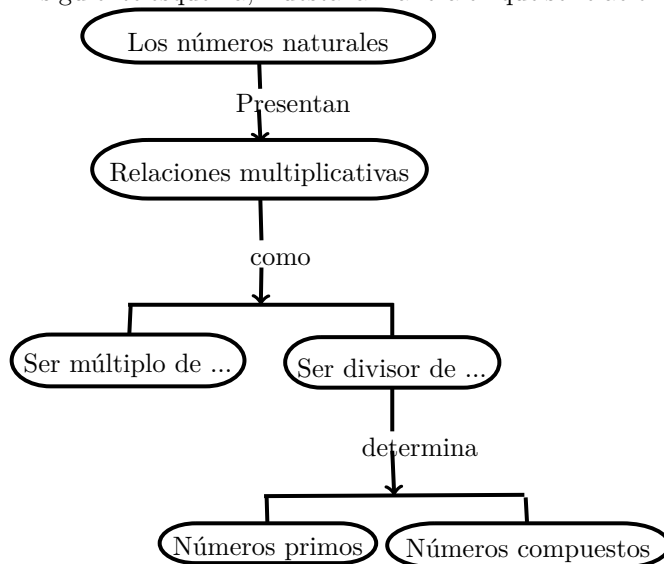 Los números naturales
Presentan
Relaciones multiplicativas
como
Ser múltiplo de ...
Ser divisor de ...
determina
Números primos
Números compuestos